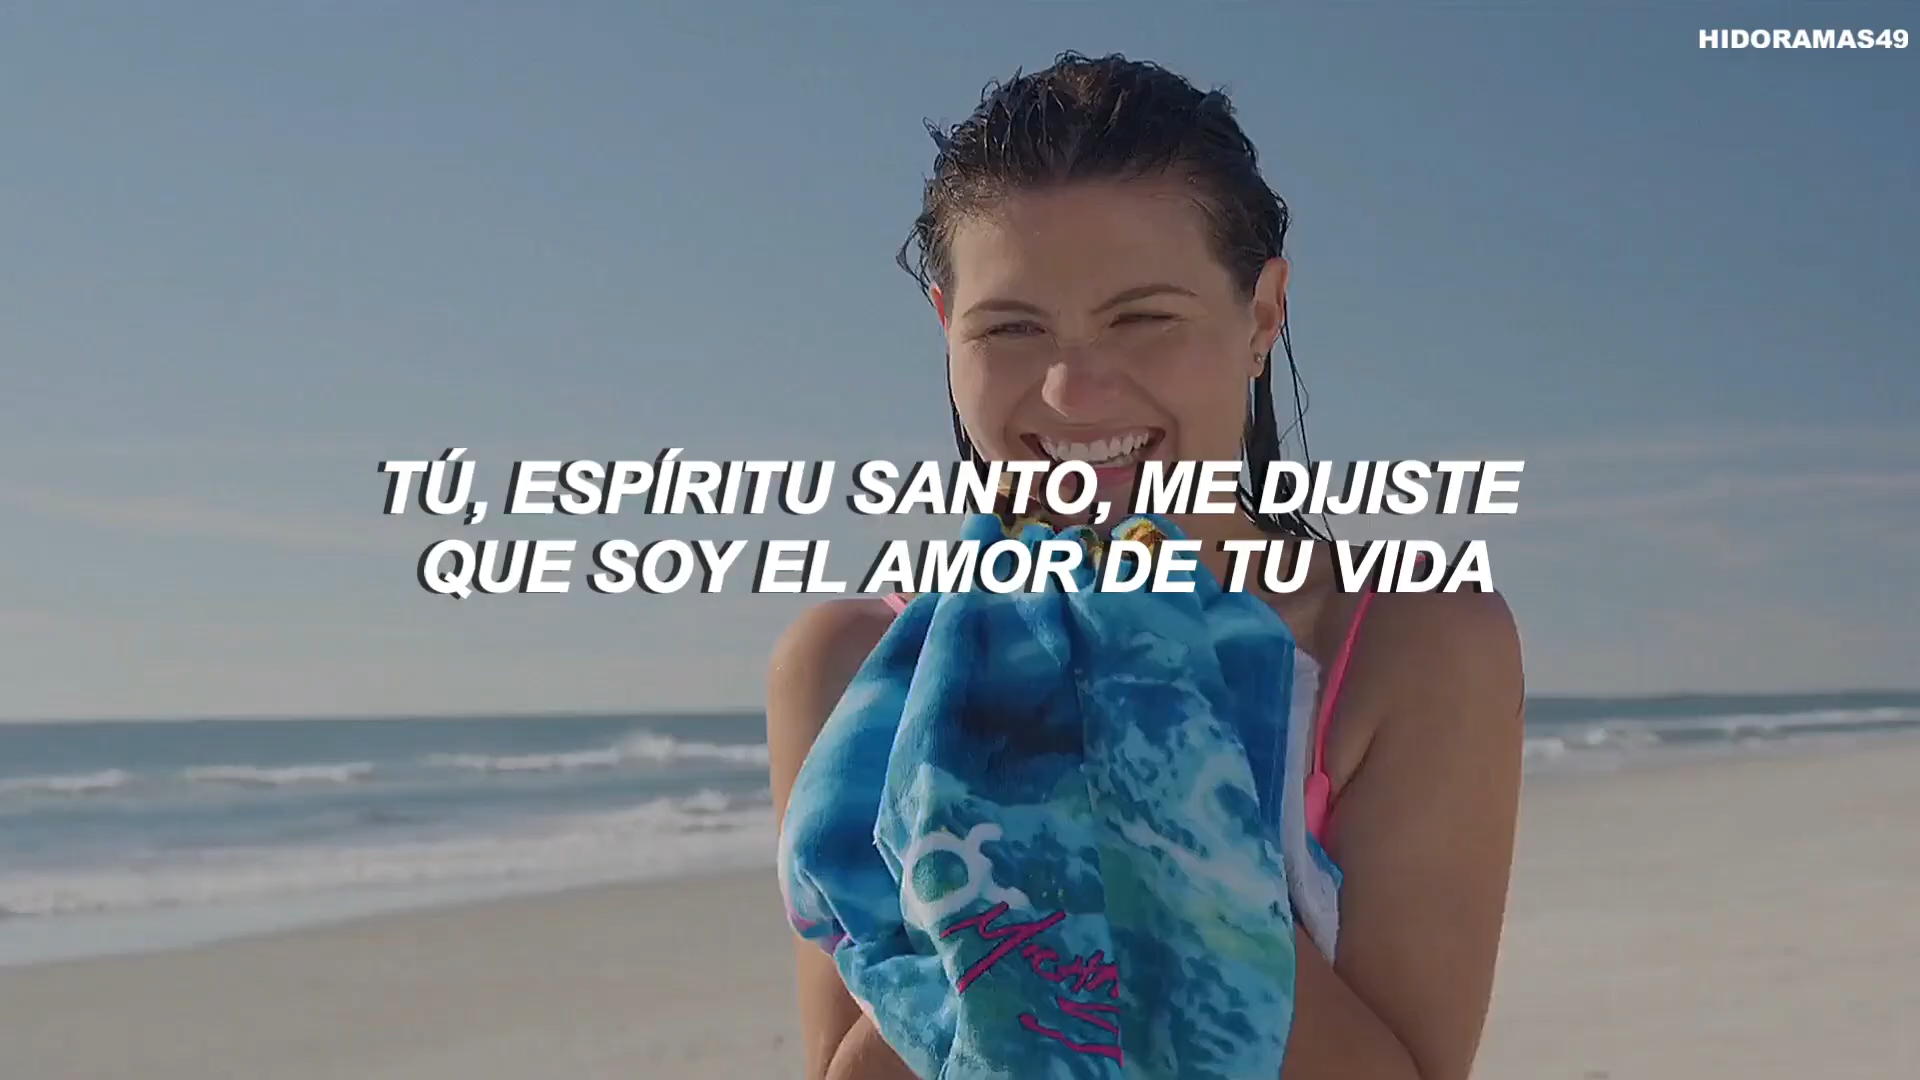 HIDORAMAS49
TÚ, ESPÍRITU SANTO, ME DIJISTE
QUE SOY EL AMOR DE TU VIDA